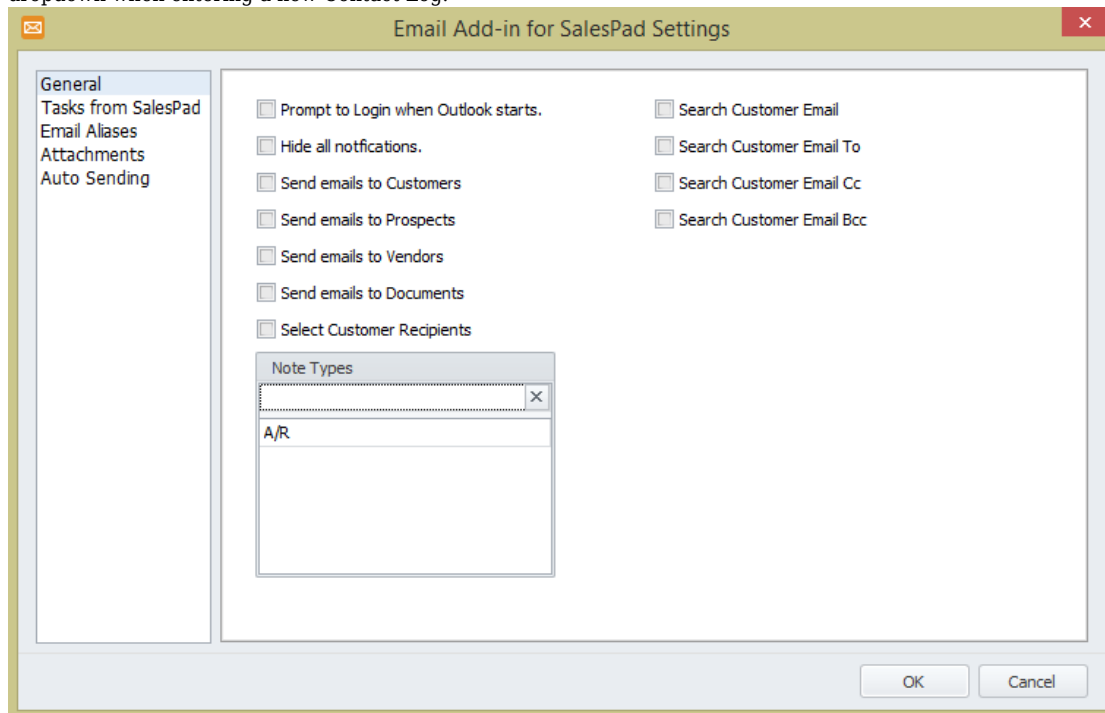 Email Add-in for SalesPad Settings
General
Tasks from SalesPad
Email Aliases
Attachments
Auto Sending
Prompt to Login when Outlook starts.
Hide all notfications.
Send emails to Customers
Send emails to Prospects
Send emails to Vendors
Send emails to Documents
Select Customer Recipients
Search Customer Email
Search Customer Email To
Search Customer Email Cc
Search Customer Email Bcc
Note Types
A/R
OK
Cancel